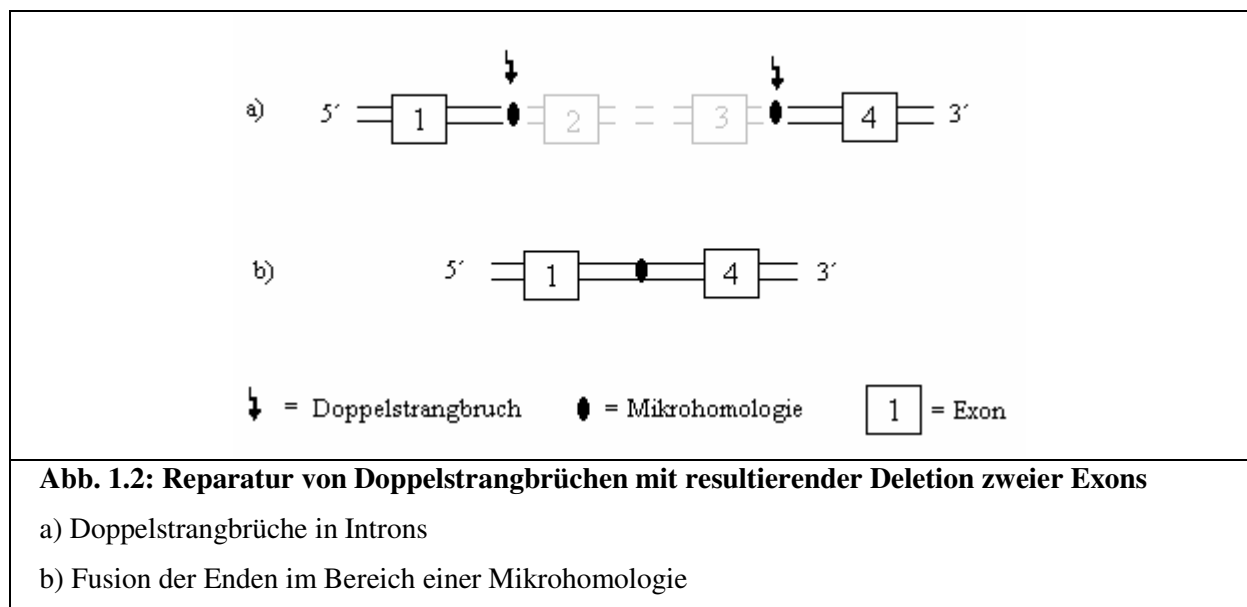 a) 5´ 1 2 3 4 3´
b) 5´ 1 4 3´
= Doppelstrangbruch = Mikrohomologie 1 = Exon
Abb. 1.2: Reparatur von Doppelstrangbrüchen mit resultierender Deletion zweier Exons
a) Doppelstrangbrüche in Introns
b) Fusion der Enden im Bereich einer Mikrohomologie